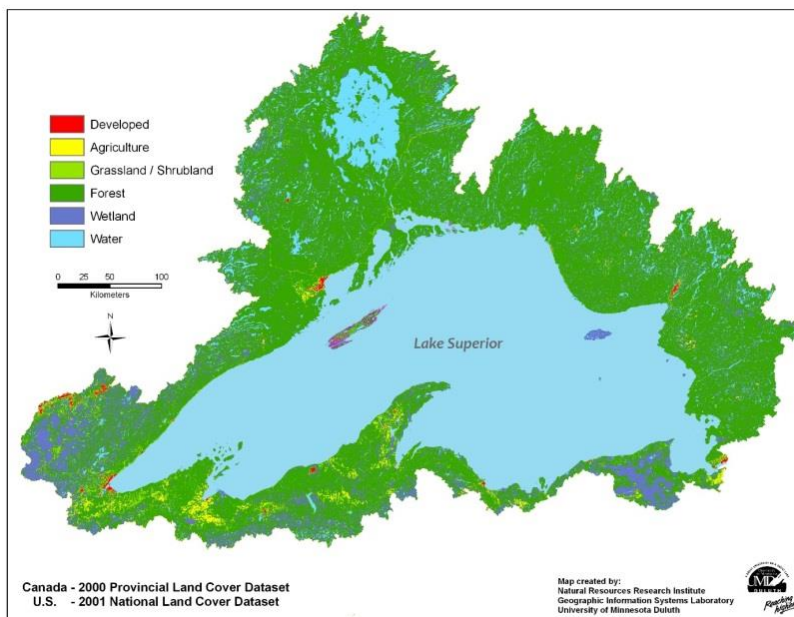 Developed
Agriculture
Grassland / Shrubland
Forest
Wetland
Water
0 25 50 100
Kilometers
N
Lake Superior
Canada - 2000 Provincial Land Cover Dataset
U.S. - 2001 National Land Cover Dataset
Map created by:
Natural Resources Research Institute
Geographic Information Systems Laboratory
University of Minnesota Duluth
UMD
DULUTH